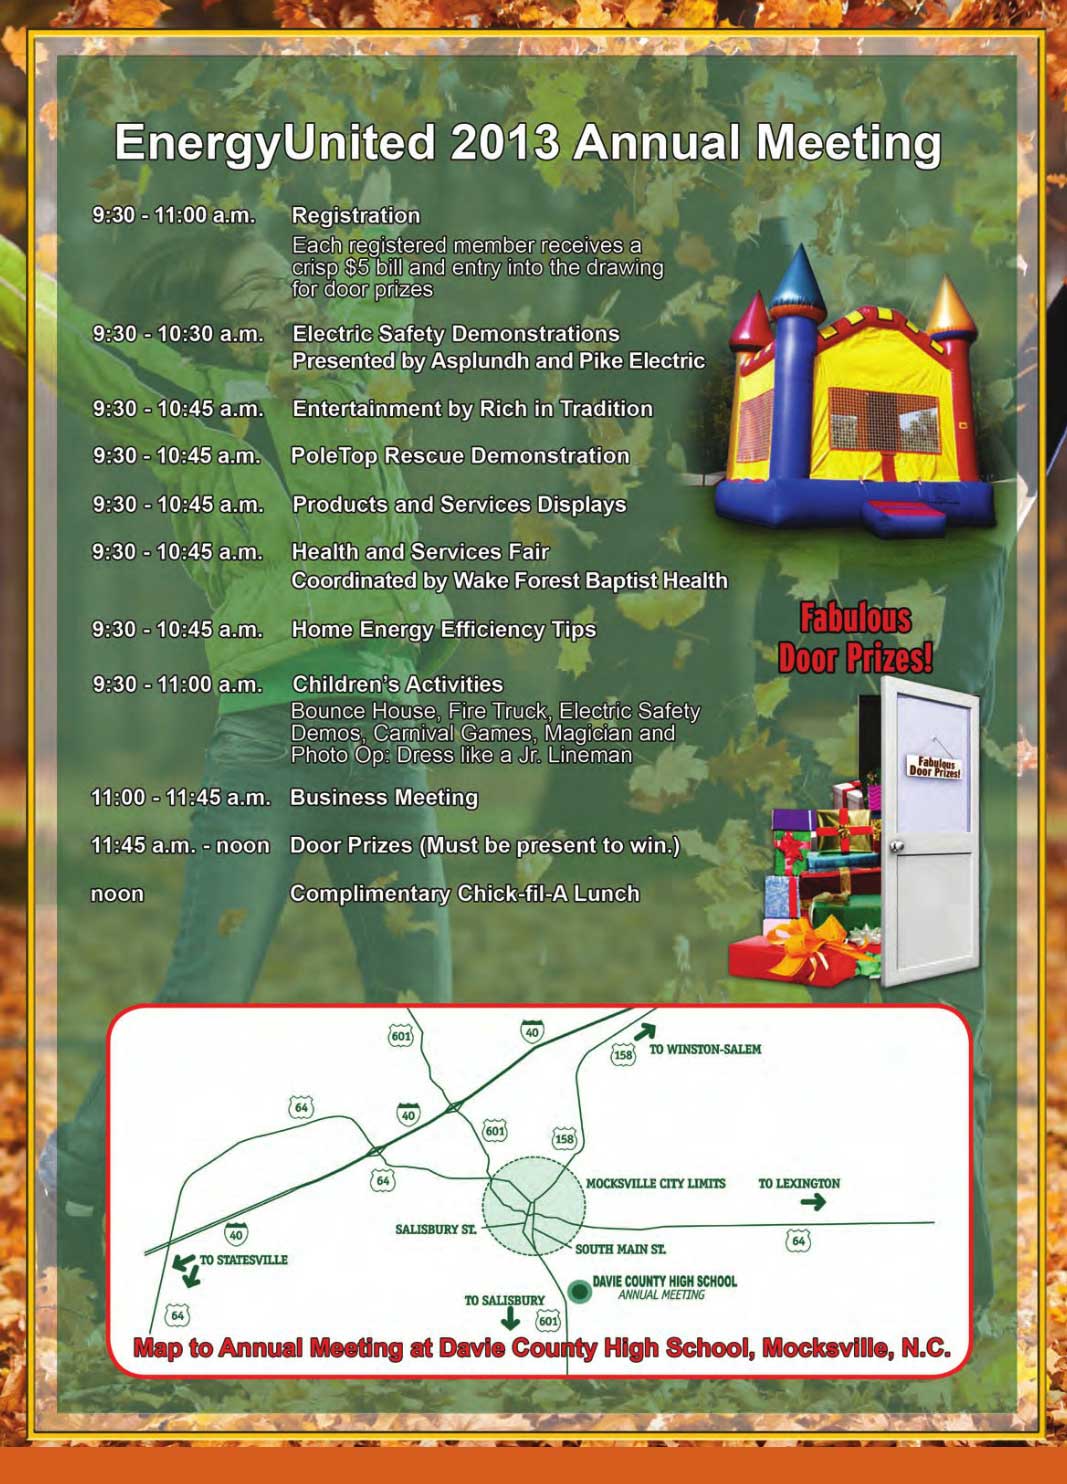 EnergyUnited 2013 Annual Meeting
9:30 - 11:00 a.m. Registration
Each registered member receives a
crisp $5 bill and entry into the drawing
for door prizes
9:30 - 10:30 a.m. Electric Safety Demonstrations
Presented by Asplundh and Pike Electric
9:30 - 10:45 a.m. Entertainment by Rich in Tradition
9:30 - 10:45 a.m. PoleTop Rescue Demonstration
9:30 - 10:45 a.m. Products and Services Displays
9:30 - 10:45 a.m. Health and Services Fair
Coordinated by Wake Forest Baptist Health
9:30 - 10:45 a.m. Home Energy Efficiency Tips
9:30 - 11:00 a.m. Children's Activities
Bounce House, Fire Truck, Electric Safety
Demos, Carnival Games, Magician and
Photo Op: Dress like a Jr. Lineman
11:00 - 11:45 a.m. Business Meeting
11:45 a.m. - noon Door Prizes (Must be present to win.)
noon Complimentary Chick-fil-A Lunch
Fabulous
Door Prizes!
Fabulous
Door Prizes!
601
40
158
TO WINSTON-SALEM
64
40
601
158
64
MOCKSVILLE CITY LIMITS
TO LEXINGTON
40
SALISBURY ST.
64
SOUTH MAIN ST.
TO STATESVILLE
DAVIE COUNTY HIGH SCHOOL
ANNUAL MEETING
TO SALISBURY
64
601
Map to Annual Meeting at Davie County High School, Mocksville, N.C.